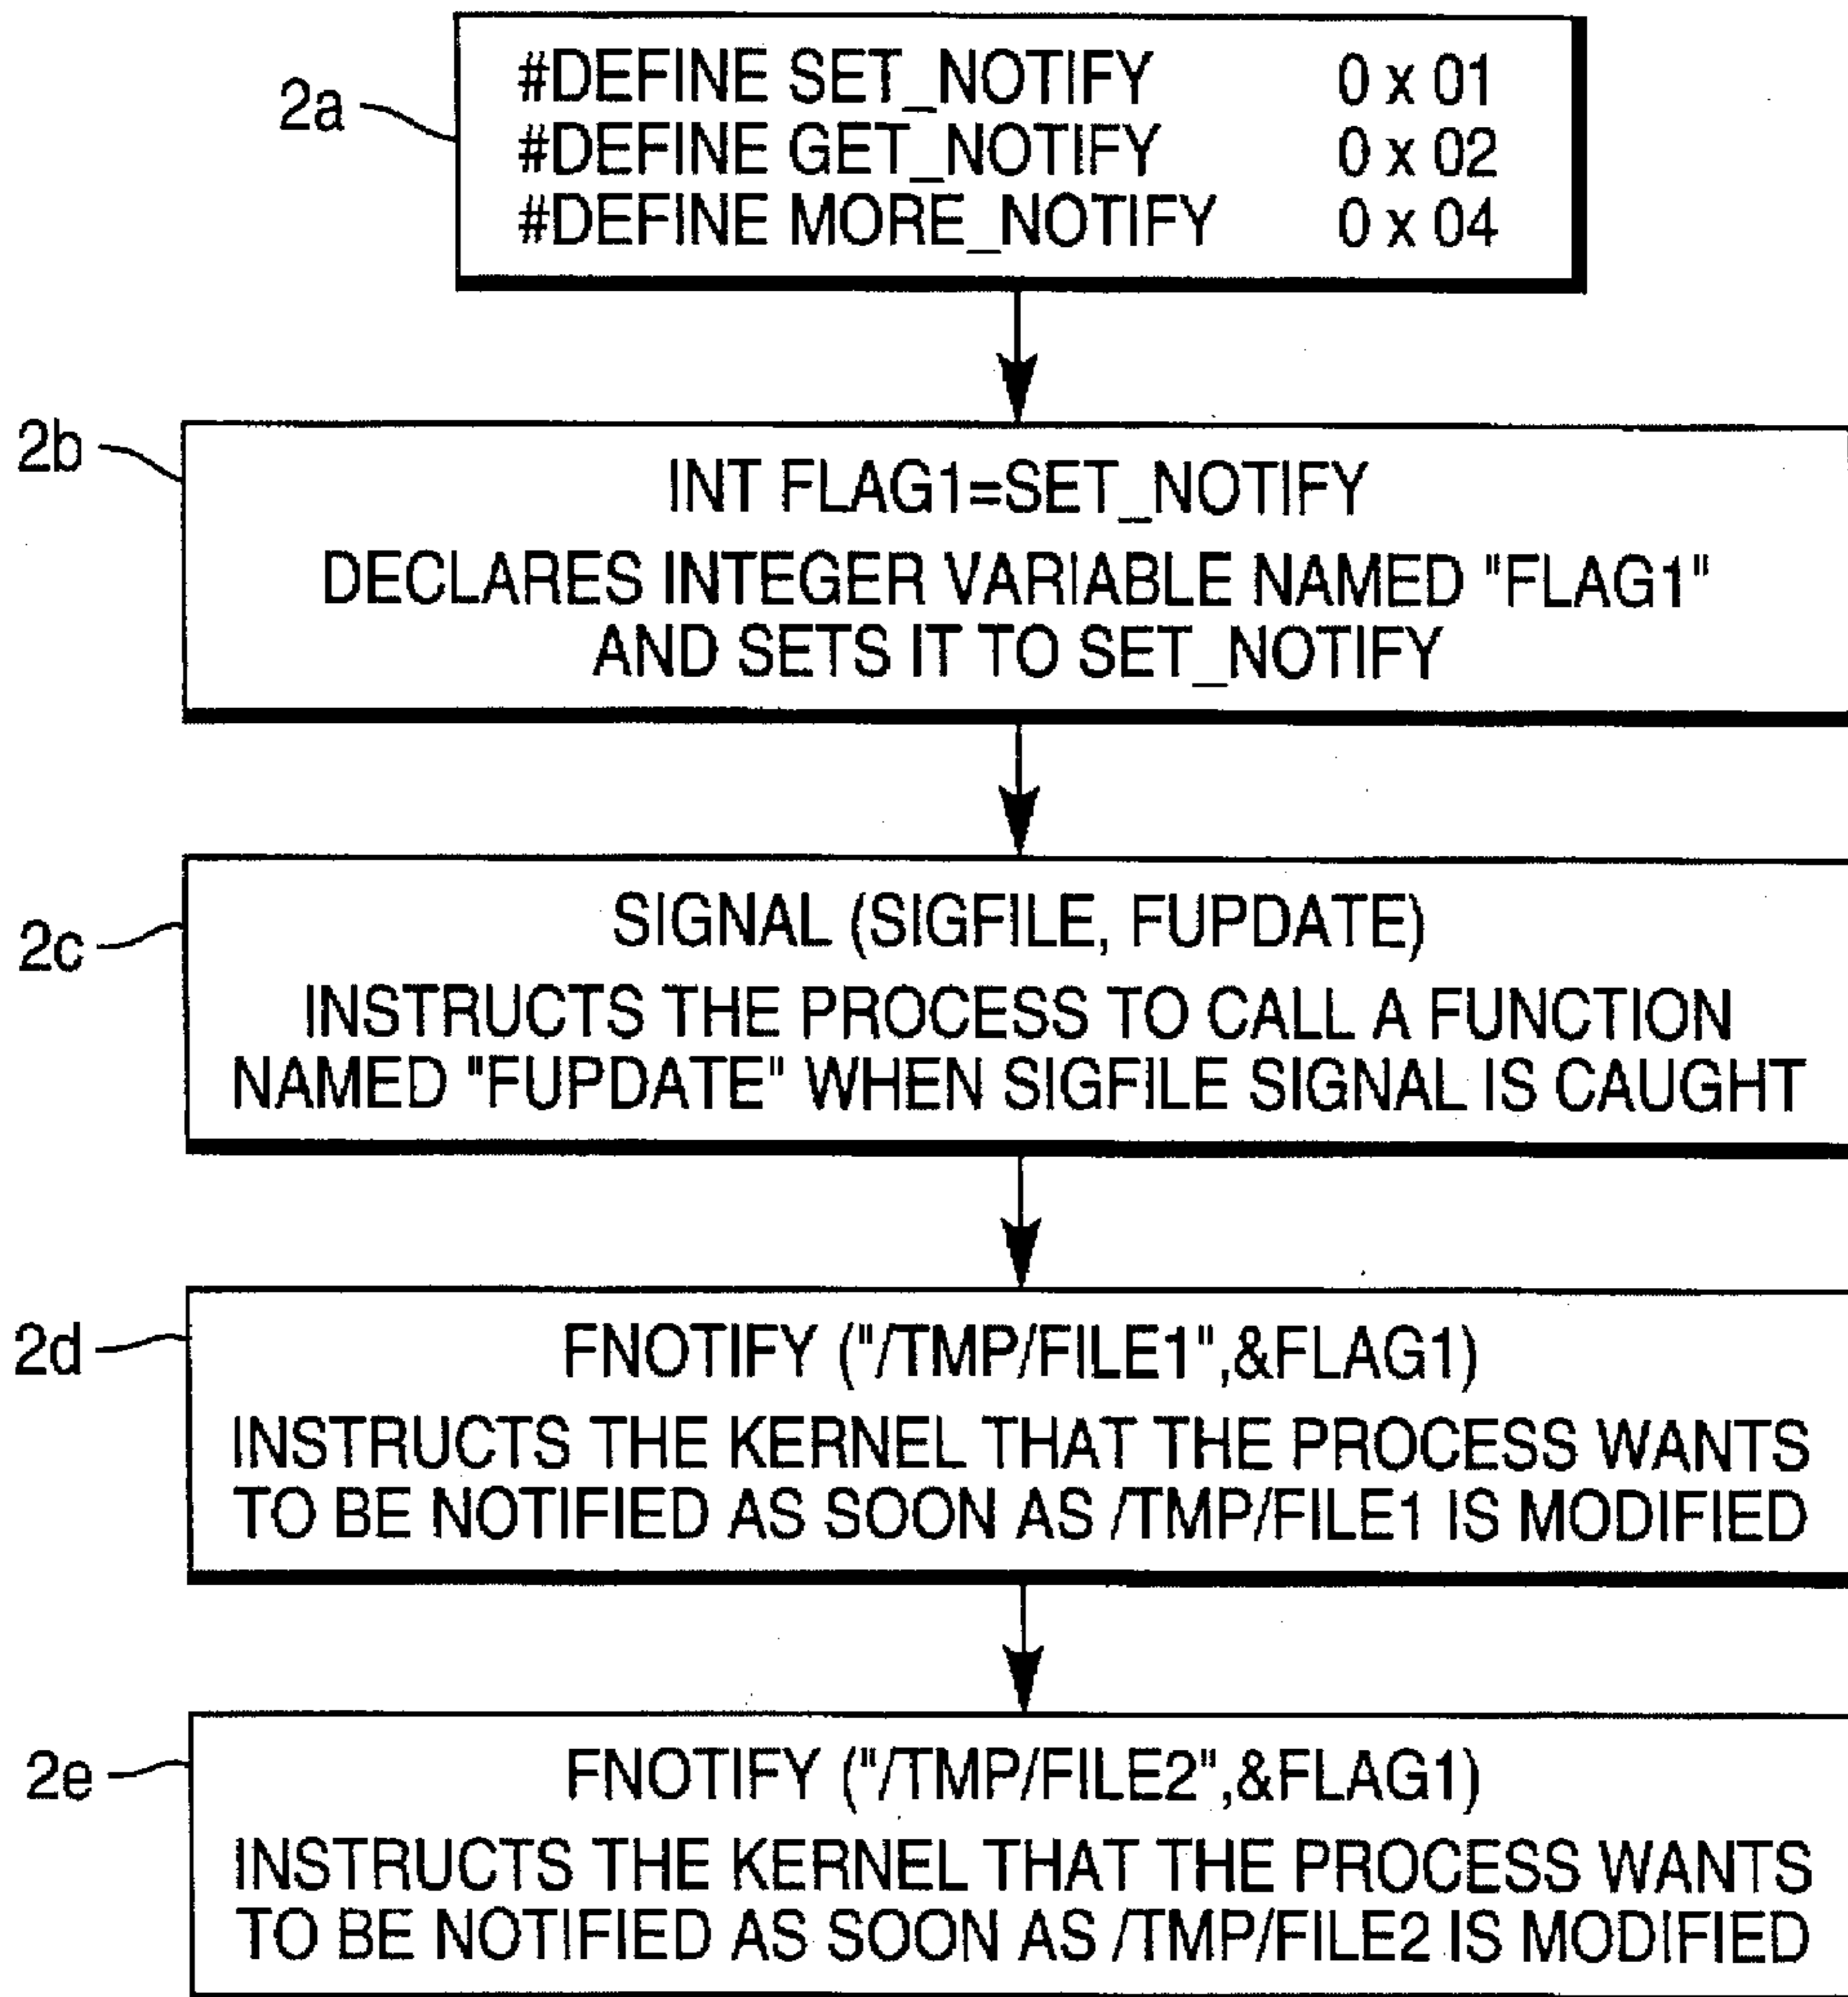 2a
#DEFINE SET_NOTIFY 0 x 01
#DEFINE GET_NOTIFY 0 x 02
#DEFINE MORE_NOTIFY 0 x 04
2b
INT FLAG1=SET_NOTIFY
DECLARES INTEGER VARIABLE NAMED "FLAG1"
AND SETS IT TO SET_NOTIFY
2c
SIGNAL (SIGFILE, FUPDATE)
INSTRUCTS THE PROCESS TO CALL A FUNCTION
NAMED "FUPDATE" WHEN SIGFILE SIGNAL IS CAUGHT
2d
FNOTIFY ("/TMP/FILE1",&FLAG1)
INSTRUCTS THE KERNEL THAT THE PROCESS WANTS
TO BE NOTIFIED AS SOON AS /TMP/FILE1 IS MODIFIED
2e
FNOTIFY ("/TMP/FILE2",&FLAG1)
INSTRUCTS THE KERNEL THAT THE PROCESS WANTS
TO BE NOTIFIED AS SOON AS /TMP/FILE2 IS MODIFIED